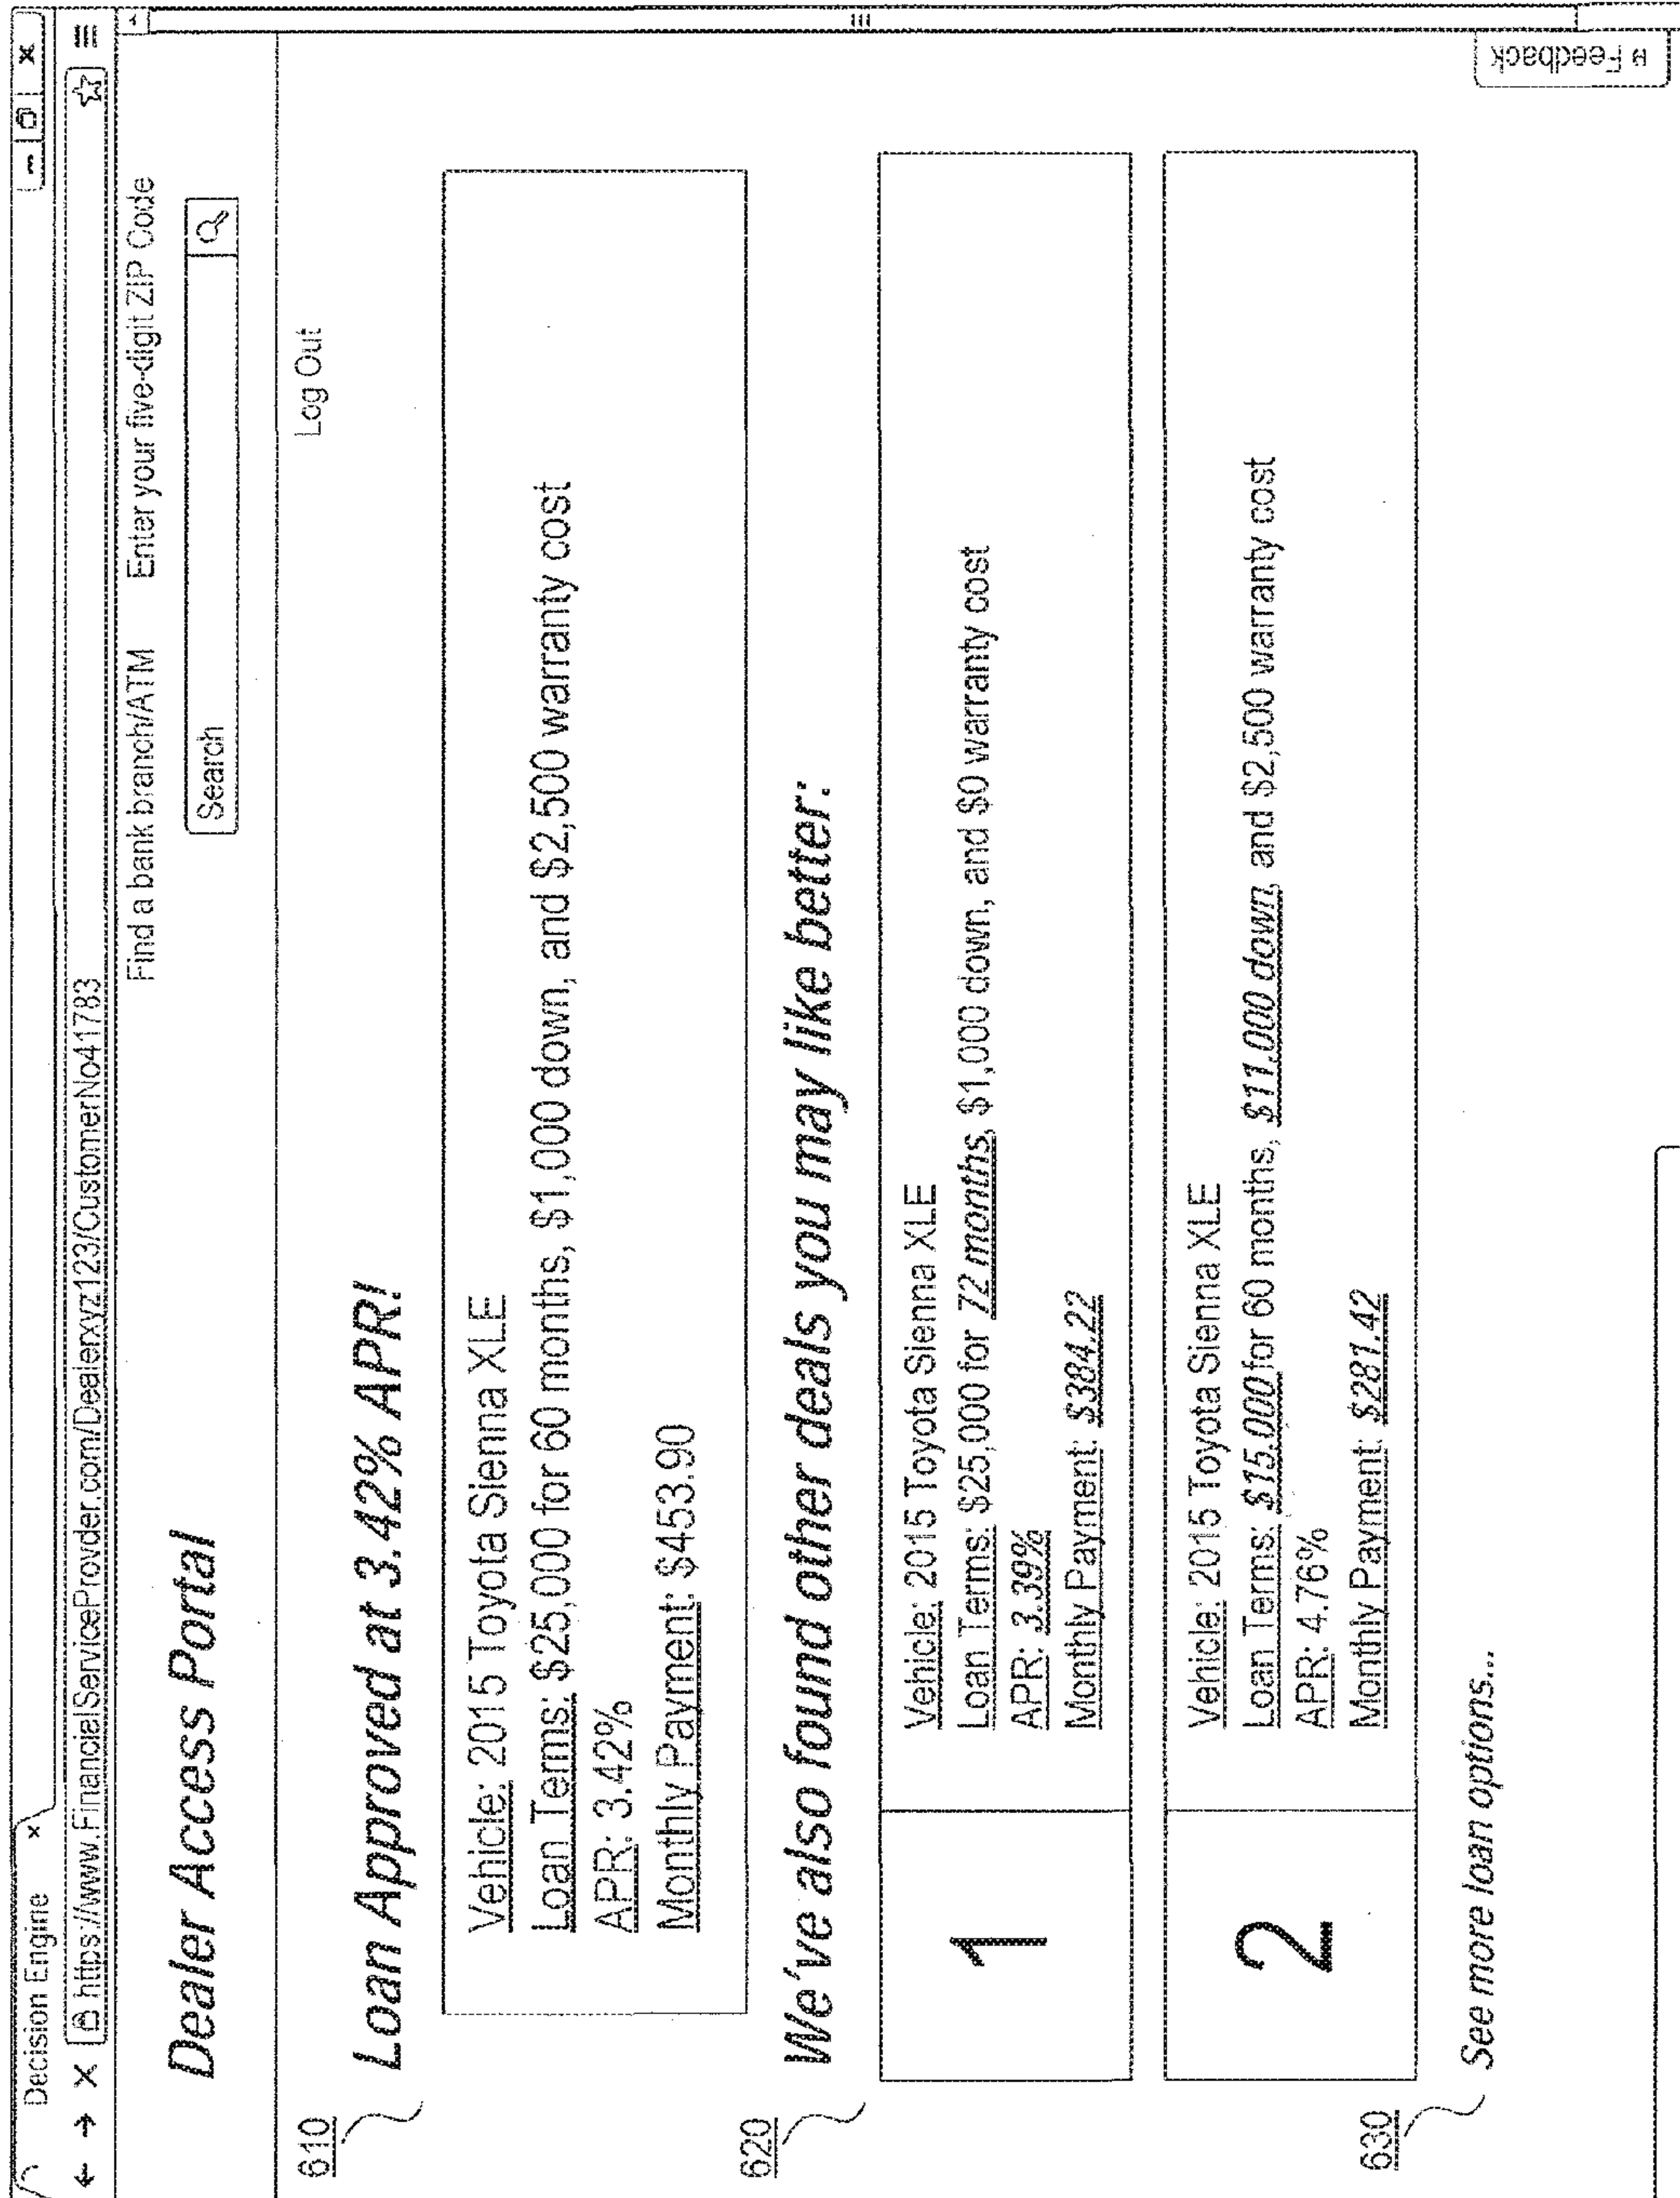 Decision Engine
https://www.FinancialServiceProvder.com/Dealerxyz123/CustomerNo41783
Find a bank branch/ATM Enter your five-digit ZIP Code
Dealer Access Portal
Search
Log Out
610
Loan Approved at 3.42% APR!
Vehicle: 2015 Toyota Sienna XLE
Loan Terms: $25,000 for 60 months, $1,000 down, and $2,500 warranty cost
APR: 3.42%
Monthly Payment: $453.90
620
We've also found other deals you may like better:
1
Vehicle: 2015 Toyota Sienna XLE
Loan Terms: $25,000 for 72 months, $1,000 down, and $0 warranty cost
APR: 3.39%
Monthly Payment: $384.22
2
Vehicle: 2015 Toyota Sienna XLE
Loan Terms: $15,000 for 60 months, $11,000 down, and $2,500 warranty cost
APR: 4.76%
Monthly Payment: $281.42
630
See more loan options...
Feedback